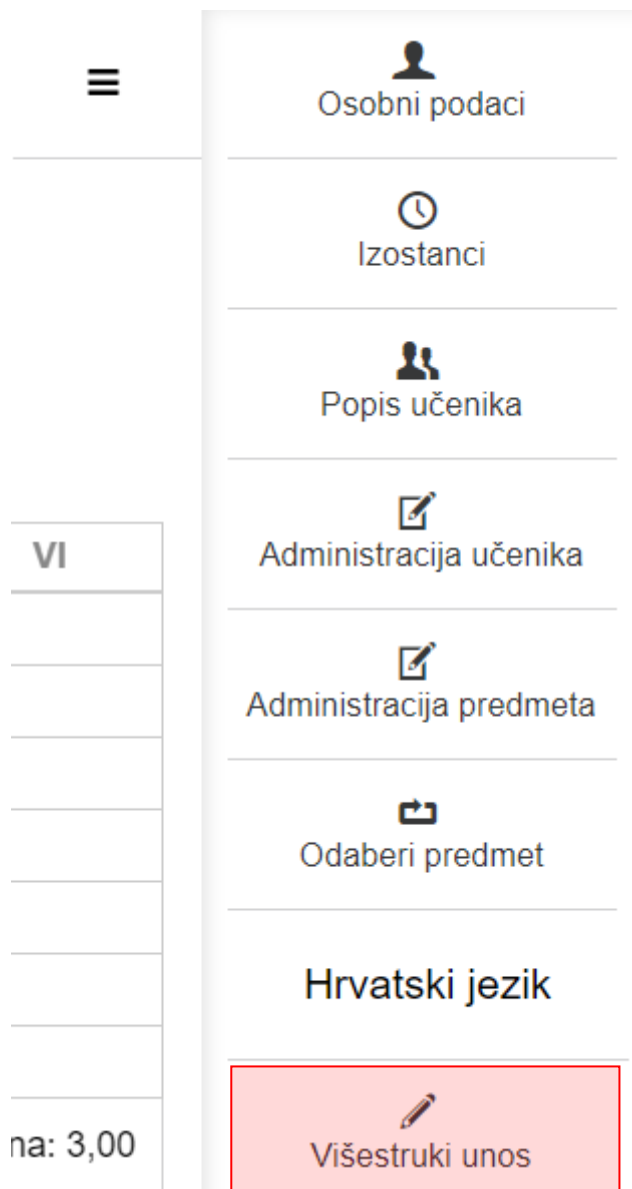 Osobni podaci
Izostanci
Popis učenika
Administracija učenika
VI
Administracija predmeta
Odaberi predmet
Hrvatski jezik
Višestruki unos
na: 3,00